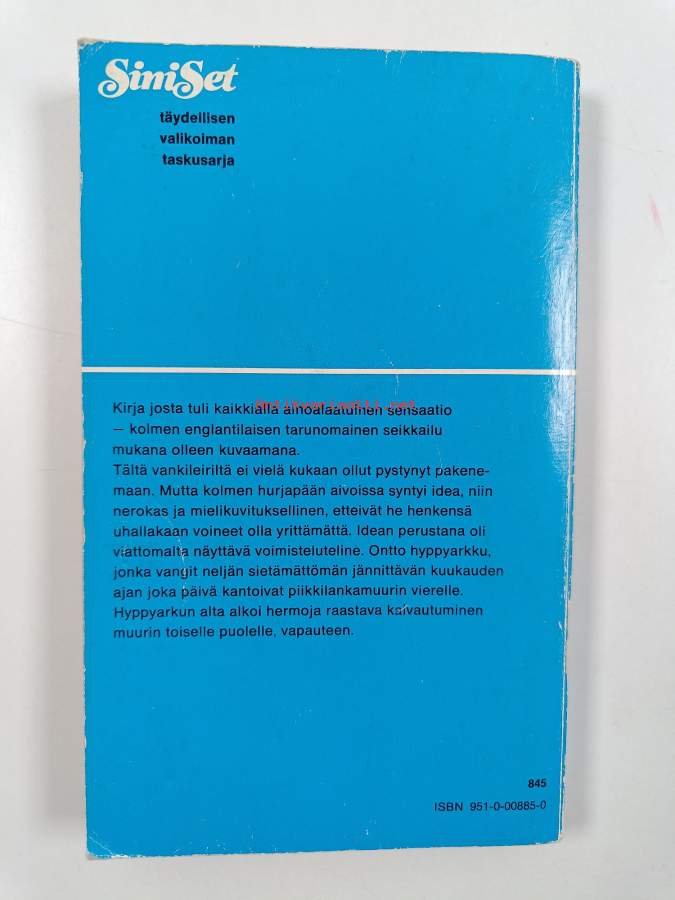 SiniSet
täydellisen
valikoiman
taskusarja
Kirja josta tuli kaikkialla ainoalaatuinen sensaatio
Antikvariaatti.net
— kolmen englantilaisen tarunomainen seikkailu
mukana olleen kuvaamana.
Tältä vankileiriltä ei vielä kukaan ollut pystynyt pakene-
maan. Mutta kolmen hurjapään aivoissa syntyi idea, niin
nerokas ja mielikuvituksellinen, etteivät he henkensä
uhallakaan voineet olla yrittämättä. Idean perustana oli
viattomalta näyttävä voimisteluteline. Ontto hyppyarkku,
jonka vangit neljän sietämättömän jännittävän kuukauden
ajan joka päivä kantoivat piikkilankamuurin vierelle.
Hyppyarkun alta alkoi hermoja raastava kaivautuminen
muurin toiselle puolelle, vapauteen.
845
ISBN 951-0-00885-0